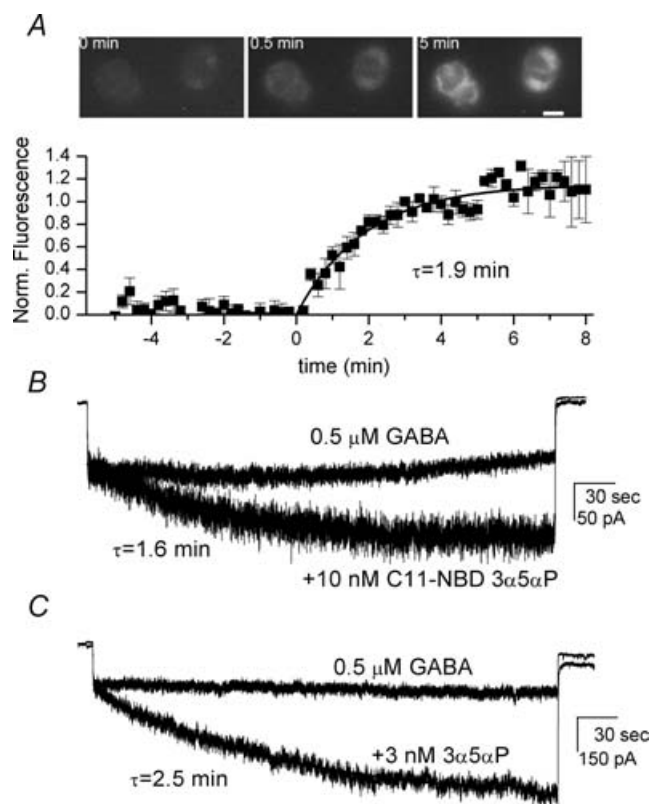 A
0 min
0.5 min
5 min
Norm. Fluorescence
1.4
1.2
1.0
0.8
0.6
0.4
0.2
0.0
τ=1.9 min
-4 -2 0 2 4 6 8
time (min)
B
0.5 µM GABA
30 sec
50 pA
τ=1.6 min
+10 nM C11-NBD 3α5αP
C
0.5 µM GABA
30 sec
150 pA
+3 nM 3α5αP
τ=2.5 min